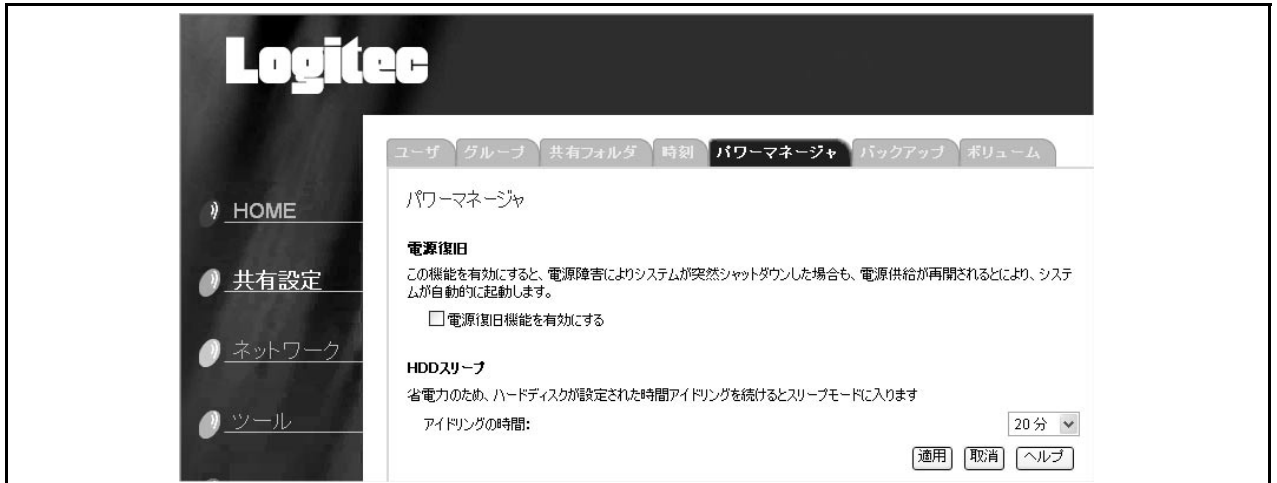 Logitec
ユーザ グループ 共有フォルダ 時刻 パワーマネージャ バックアップ ボリューム
HOME
共有設定
ネットワーク
ツール
パワーマネージャ
電源復旧
この機能を有効にすると、電源障害によりシステムが突然シャットダウンした場合も、電源供給が再開されるとにより、システ
ムが自動的に起動します。
電源復旧機能を有効にする
HDDスリープ
省電力のため、ハードディスクが設定された時間アイドリングを続けるとスリープモードに入ります
アイドリングの時間:
20分
適用 取消 ヘルプ